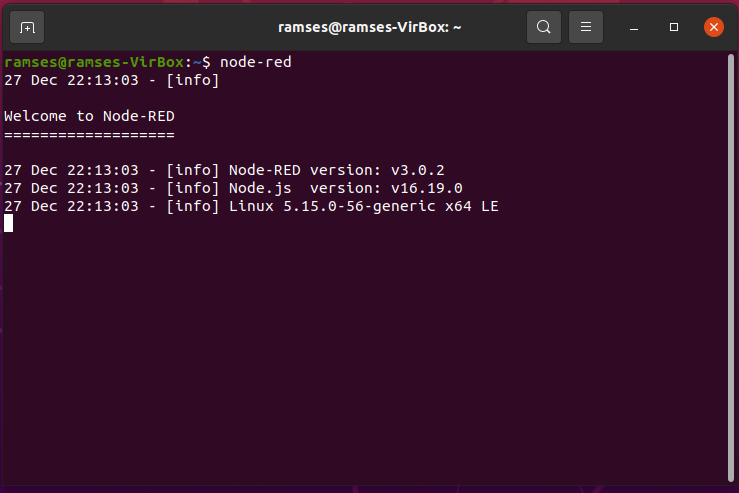 ramses@ramses-VirBox: ~
ramses@ramses-VirBox:~$ node-red
27 Dec 22:13:03 - [info]
Welcome to Node-RED
===================
27 Dec 22:13:03 - [info] Node-RED version: v3.0.2
27 Dec 22:13:03 - [info] Node.js  version: v16.19.0
27 Dec 22:13:03 - [info] Linux 5.15.0-56-generic x64 LE